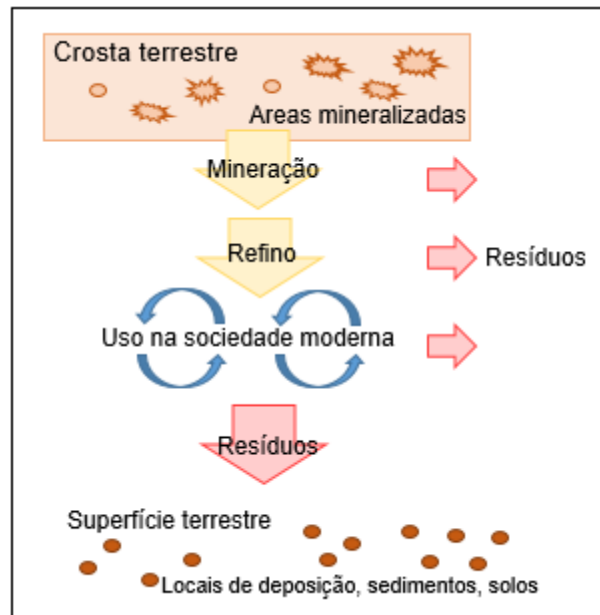 Crosta terrestre
Areas mineralizadas
Mineração
Refino
Resíduos
Uso na sociedade moderna
Resíduos
Superfície terrestre
Locais de deposição, sedimentos, solos